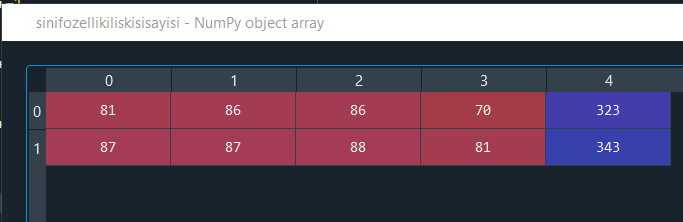 sinifozellikiliskisisayisi - NumPy object array
0 1 2 3 4
0 81 86 86 70 323
1 87 87 88 81 343